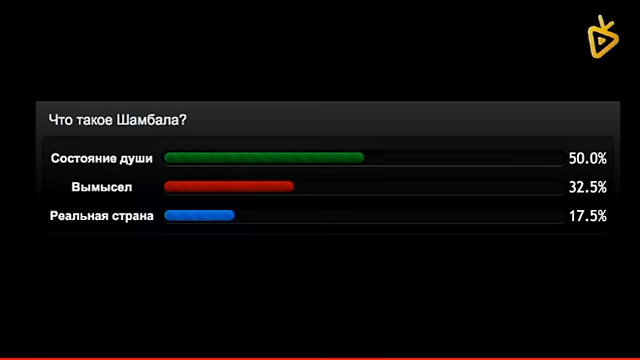 Что такое Шамбала?
Состояние души 50.0%
Вымысел 32.5%
Реальная страна 17.5%